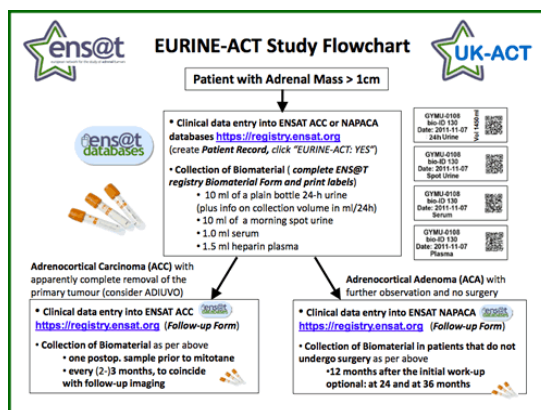 ens@t
EURINE-ACT Study Flowchart
UK-ACT
Patient with Adrenal Mass > 1cm
• Clinical data entry into ENSAT ACC or NAPACA
databases https://registry.ensat.org
(create Patient Record, click "EURINE-ACT: YES")
• Collection of Biomaterial ( complete ENS@T
registry Biomaterial Form and print labels)
• 10 ml of a plain bottle 24-h urine
(plus info on collection volume in ml/24h)
• 10 ml of a morning spot urine
• 1.0 ml serum
• 1.5 ml heparin plasma
ens@t
databases
GYMU-0108
bio-ID 130
Date: 2011-11-07
24h Urine
Vol: 1450 ml
GYMU-0108
bio-ID 130
Date: 2011-11-07
Spot Urine
GYMU-0108
bio-ID 130
Date: 2011-11-07
Serum
GYMU-0108
bio-ID 130
Date: 2011-11-07
Plasma
Adrenocortical Carcinoma (ACC) with
apparently complete removal of the
primary tumour (consider ADIUVO)
• Clinical data entry into ENSAT ACC
https://registry.ensat.org (Follow-up Form)
• Collection of Biomaterial as per above
• one postop. sample prior to mitotane
• every (2-)3 months, to coincide
with follow-up imaging
Adrenocortical Adenoma (ACA) with
further observation and no surgery
• Clinical data entry into ENSAT NAPACA
https://registry.ensat.org (Follow-up Form)
• Collection of Biomaterial in patients that do not
undergo surgery as per above
• 12 months after the initial work-up
optional: at 24 and at 36 months